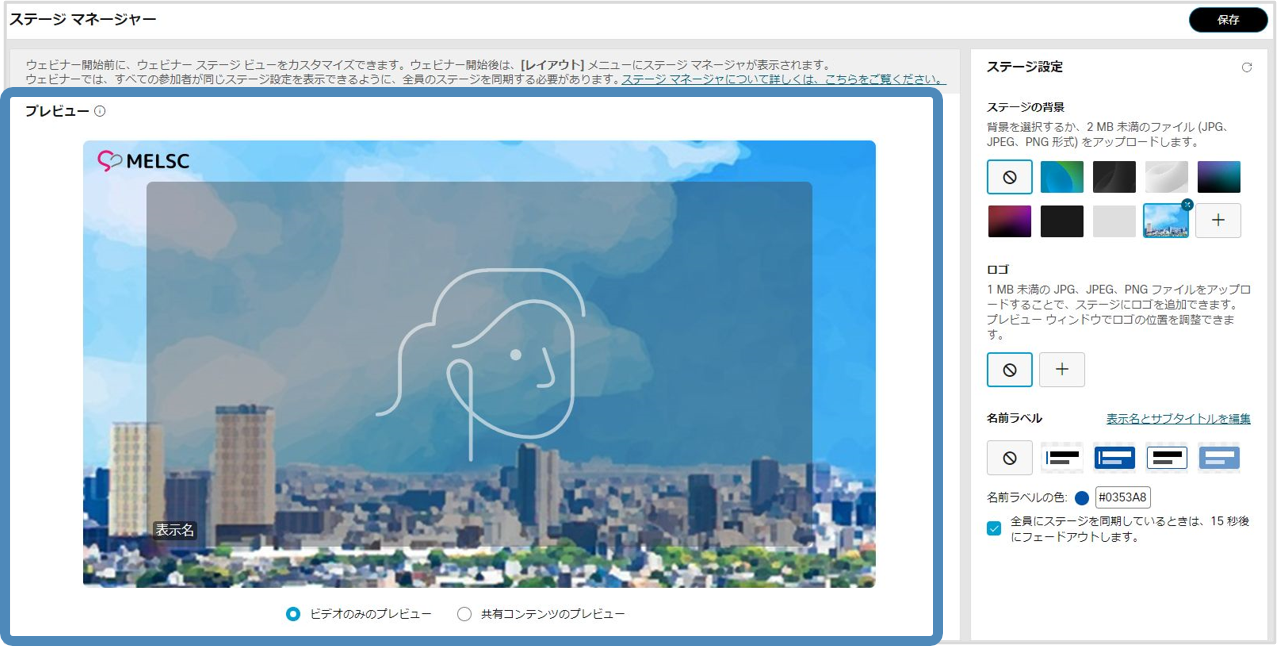 ステージ マネージャー
保存
ウェビナー開始前に、ウェビナー ステージ ビューをカスタマイズできます。ウェビナー開始後は、[レイアウト] メニューにステージ マネージャが表示されます。
ウェビナーでは、すべての参加者が同じステージ設定を表示できるように、全員のステージを同期する必要があります。ステージ マネージャについて詳しくは、こちらをご覧ください。
プレビュー
MELSC
表示名
ビデオのみのプレビュー
共有コンテンツのプレビュー
ステージ設定
ステージの背景
背景を選択するか、2 MB 未満のファイル (JPG、
JPEG、PNG 形式) をアップロードします。
ロゴ
1 MB 未満の JPG、JPEG、PNG ファイルをアップロ
ードすることで、ステージにロゴを追加できます。
プレビュー ウィンドウでロゴの位置を調整できま
す。
名前ラベル
表示名とサブタイトルを編集
名前ラベルの色:
#0353A8
全員にステージを同期しているときは、15 秒後
にフェードアウトします。